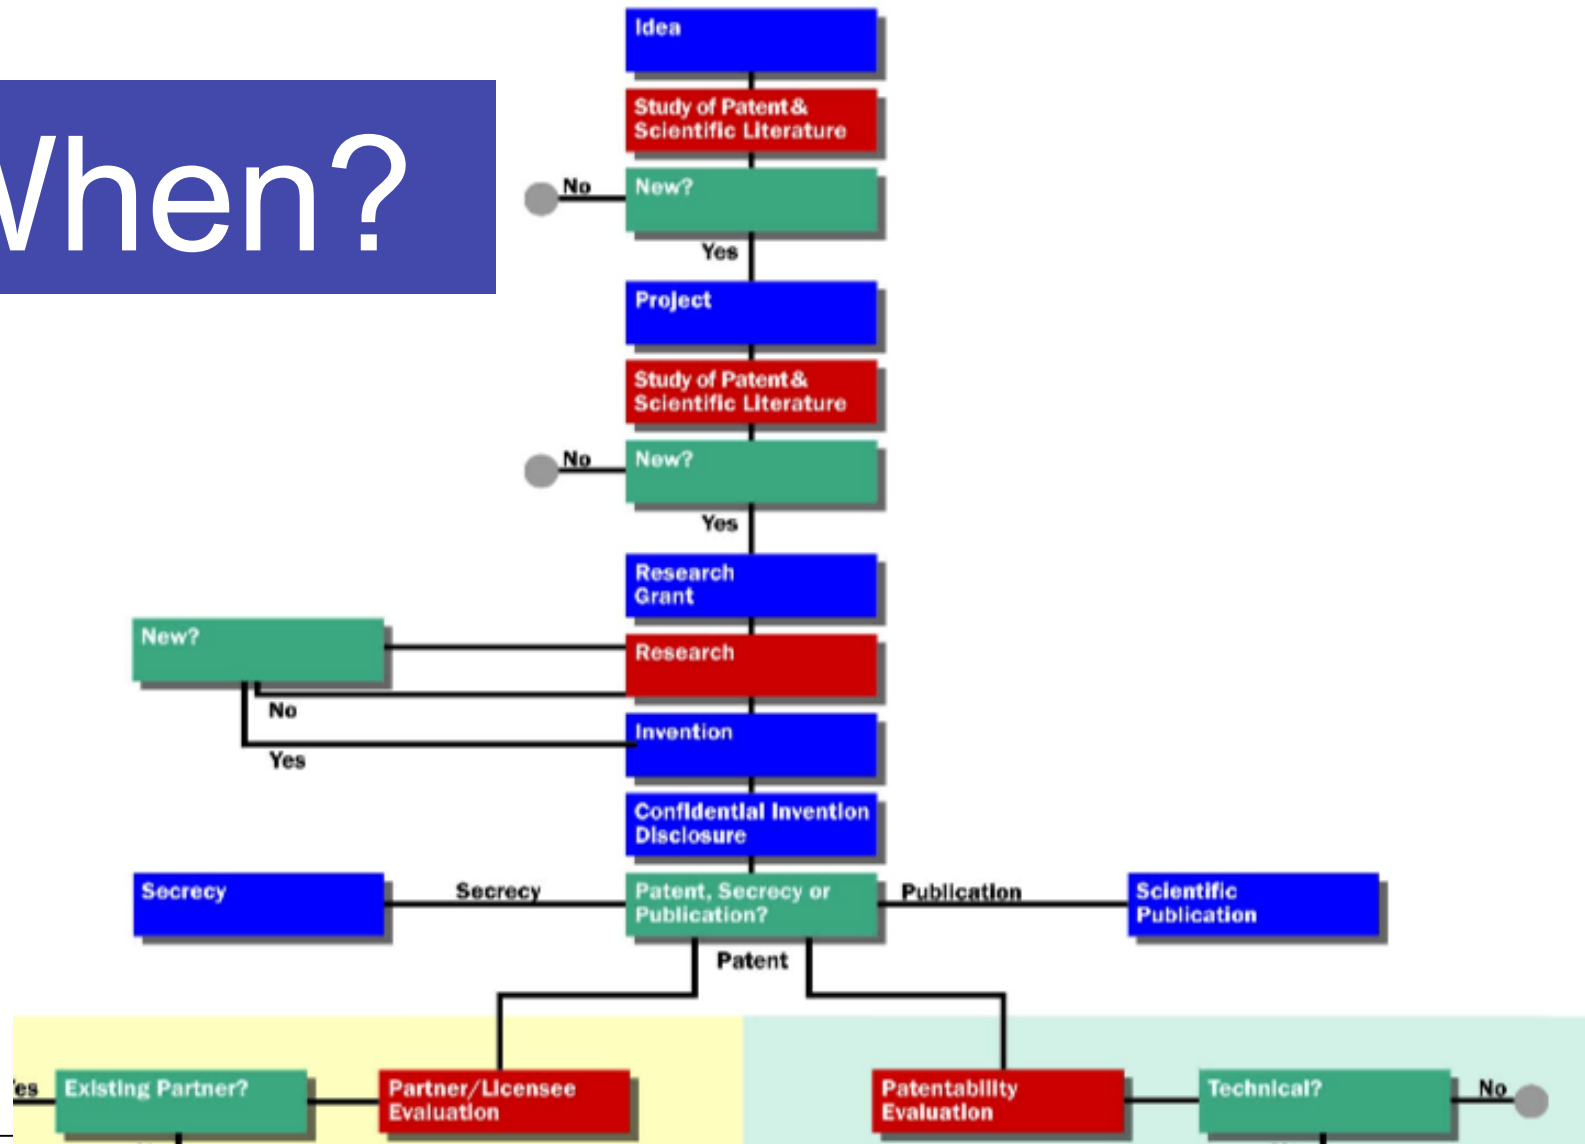 Idea
Study of Patent &
Scientific Literature
When?
No
New?
Yes
Project
Study of Patent &
Scientific Literature
No
New?
Yes
Research
Grant
New?
Research
No
Invention
Yes
Confidential Invention
Disclosure
Secrecy
Secrecy
Patent, Secrecy or
Publication?
Publication
Scientific
Publication
Patent
es
Existing Partner?
Partner/Licensee
Evaluation
Patentability
Evaluation
Technical?
No